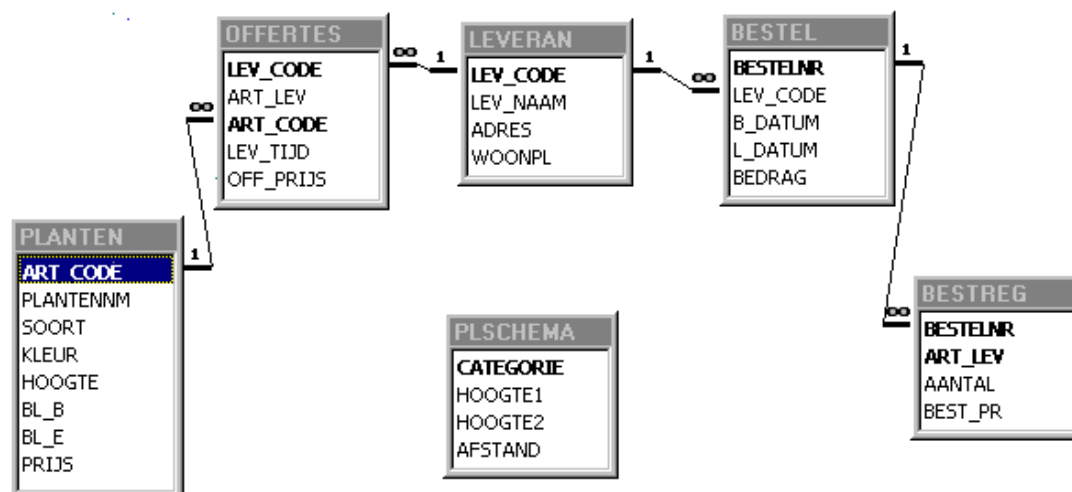 OFFERTES
LEV_CODE
ART_LEV
ART_CODE
LEV_TIJD
OFF_PRIJS
∞
∞
1
LEVERAN
LEV_CODE
LEV_NAAM
ADRES
WOONPL
1
∞
BESTEL
BESTELNR
LEV_CODE
B_DATUM
L_DATUM
BEDRAG
1
PLANTEN
ART_CODE
PLANTENNM
SOORT
KLEUR
HOOGTE
BL_B
BL_E
PRIJS
1
PLSCHEMA
CATEGORIE
HOOGTE1
HOOGTE2
AFSTAND
∞
BESTREG
BESTELNR
ART_LEV
AANTAL
BEST_PR